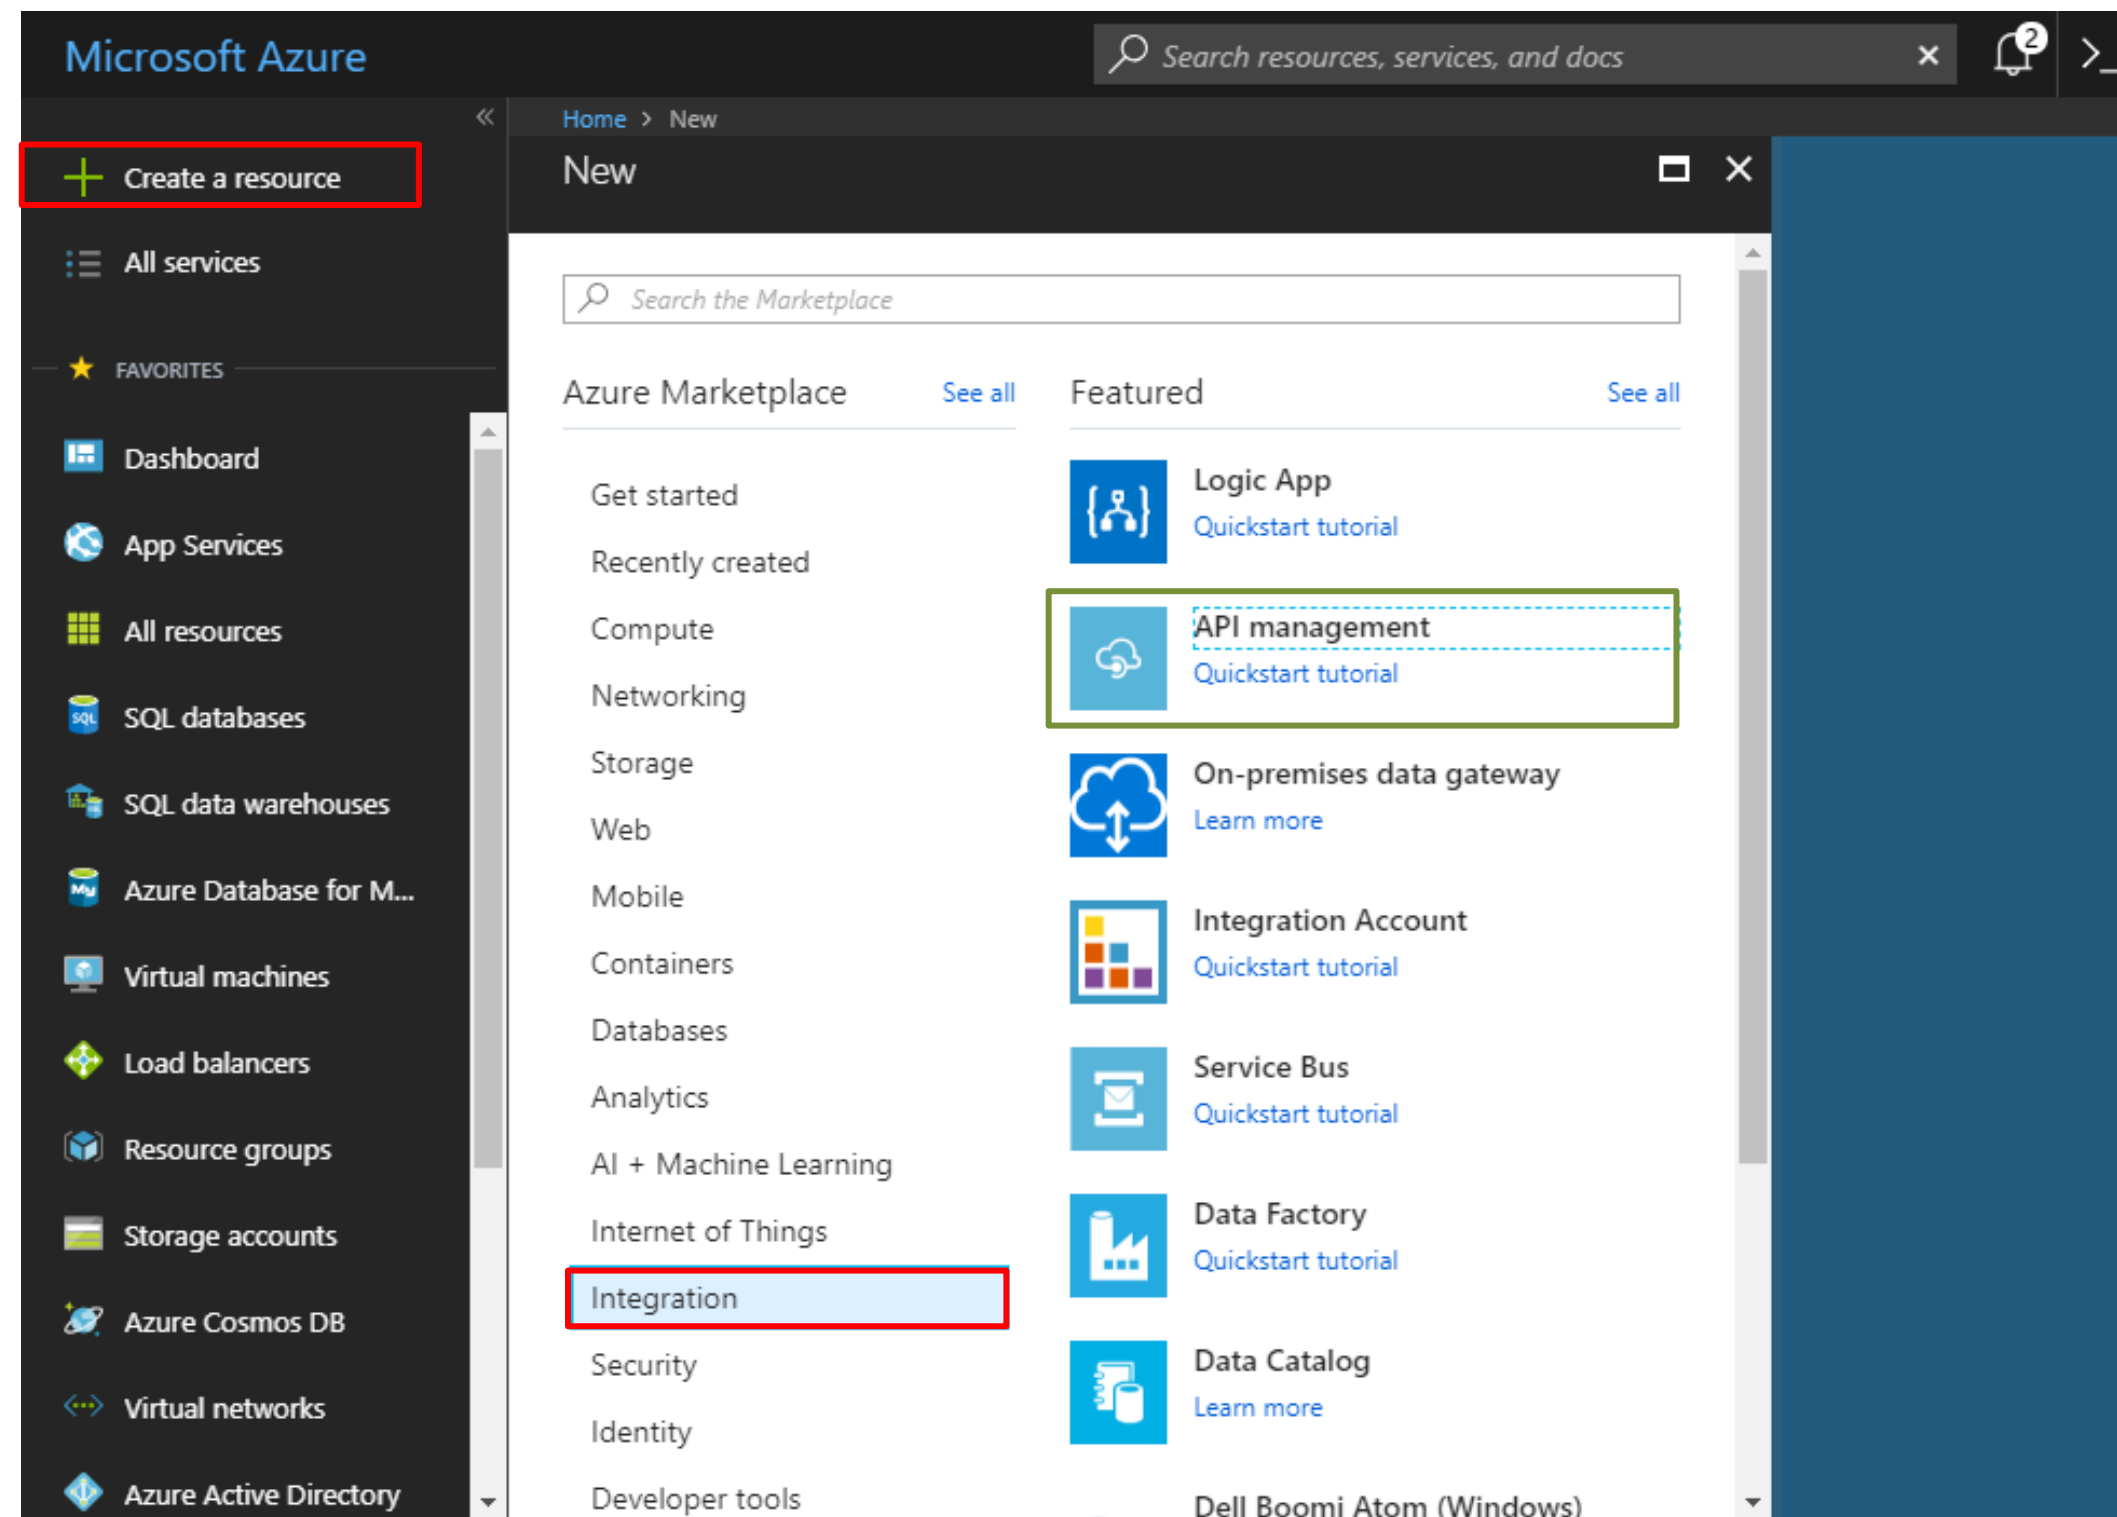 Microsoft Azure
Search resources, services, and docs
2
Home > New
Create a resource
New
All services
Search the Marketplace
FAVORITES
Azure Marketplace See all
Featured See all
Dashboard
App Services
All resources
SQL databases
SQL data warehouses
Azure Database for M...
Virtual machines
Load balancers
Resource groups
Storage accounts
Azure Cosmos DB
Virtual networks
Azure Active Directory
Get started
Recently created
Compute
Networking
Storage
Web
Mobile
Containers
Databases
Analytics
AI + Machine Learning
Internet of Things
Integration
Security
Identity
Developer tools
Logic App
Quickstart tutorial
API management
Quickstart tutorial
On-premises data gateway
Learn more
Integration Account
Quickstart tutorial
Service Bus
Quickstart tutorial
Data Factory
Quickstart tutorial
Data Catalog
Learn more
Dell Boomi Atom (Windows)
SQL
My